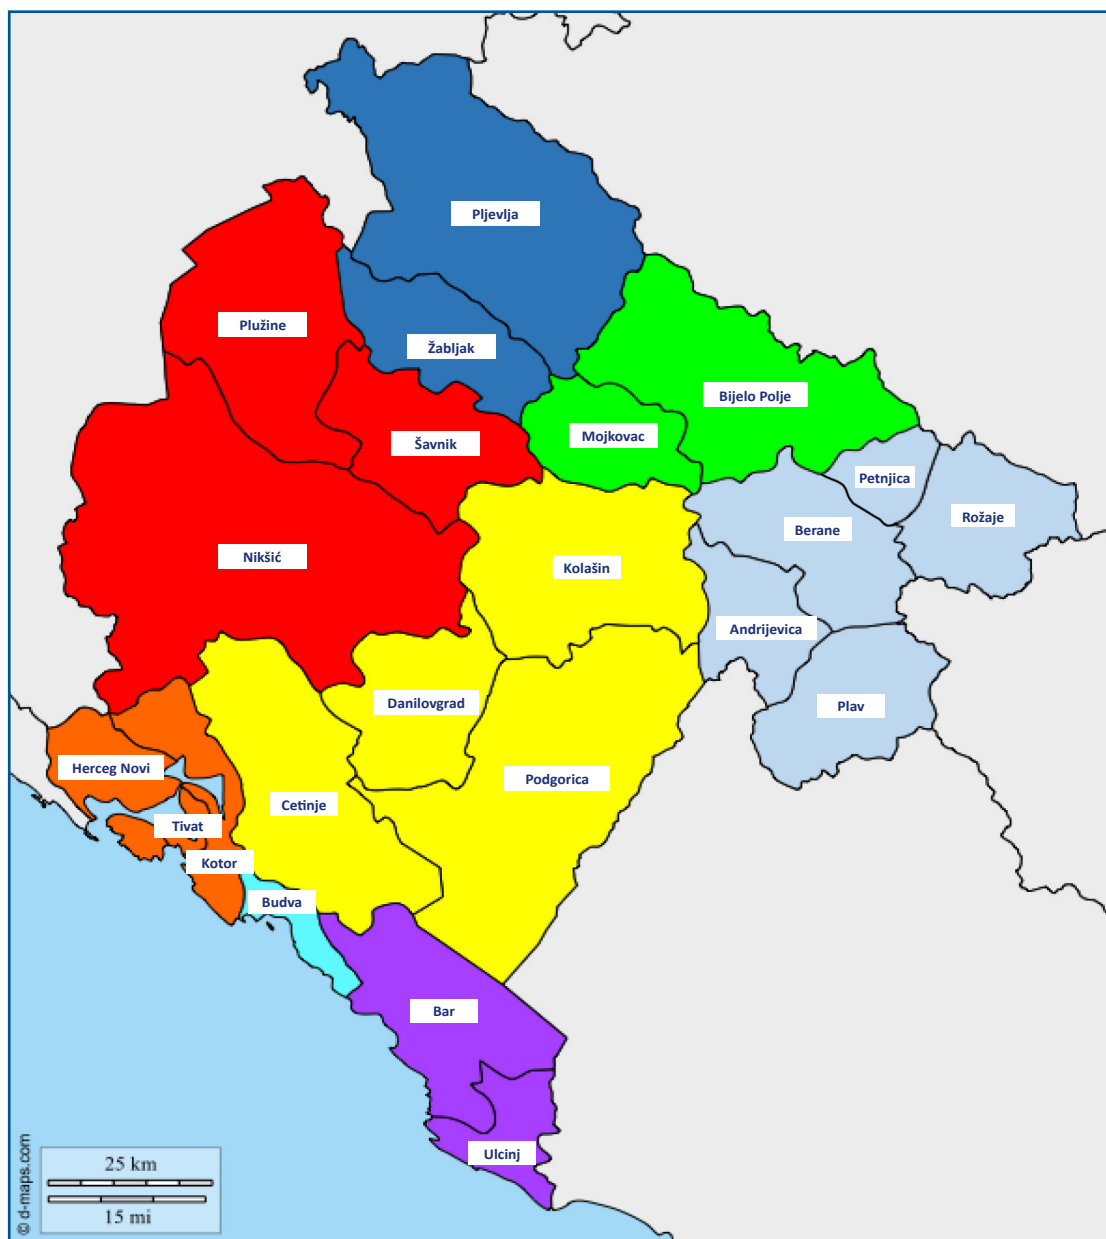 Pljevlja
Plužine
Žabljak
Bijelo Polje
Mojkovac
Šavnik
Petnjica
Rožaje
Berane
Nikšić
Kolašin
Andrijevica
Danilovgrad
Plav
Herceg Novi
Podgorica
Cetinje
Tivat
Kotor
Budva
Bar
Ulcinj
25 km
15 mi
© d-maps.com